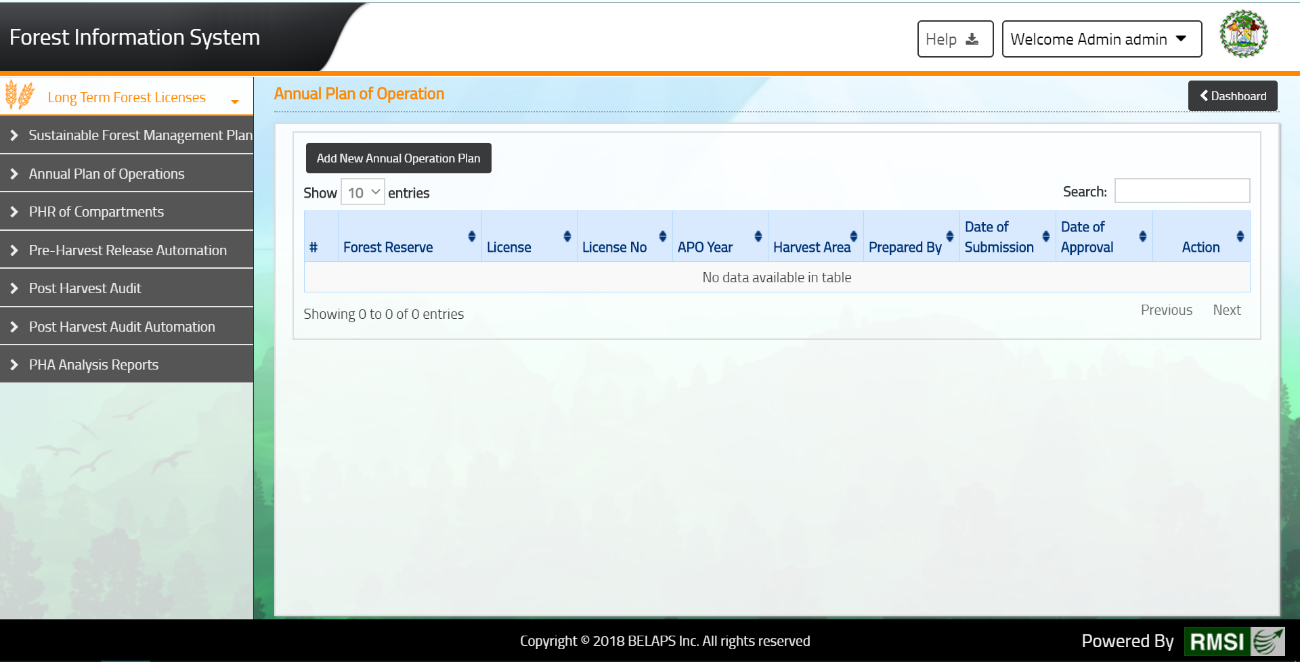 Forest Information System
Help
Welcome Admin admin
Long Term Forest Licenses
Sustainable Forest Management Plan
Annual Plan of Operations
PHR of Compartments
Pre-Harvest Release Automation
Post Harvest Audit
Post Harvest Audit Automation
PHA Analysis Reports
Annual Plan of Operation
Dashboard
Add New Annual Operation Plan
Show 10 entries
Search:
# Forest Reserve License License No APO Year Harvest Area Prepared By Date of Submission Date of Approval Action
No data available in table
Showing 0 to 0 of 0 entries
Previous Next
Copyright © 2018 BELAPS Inc. All rights reserved
Powered By RMSI